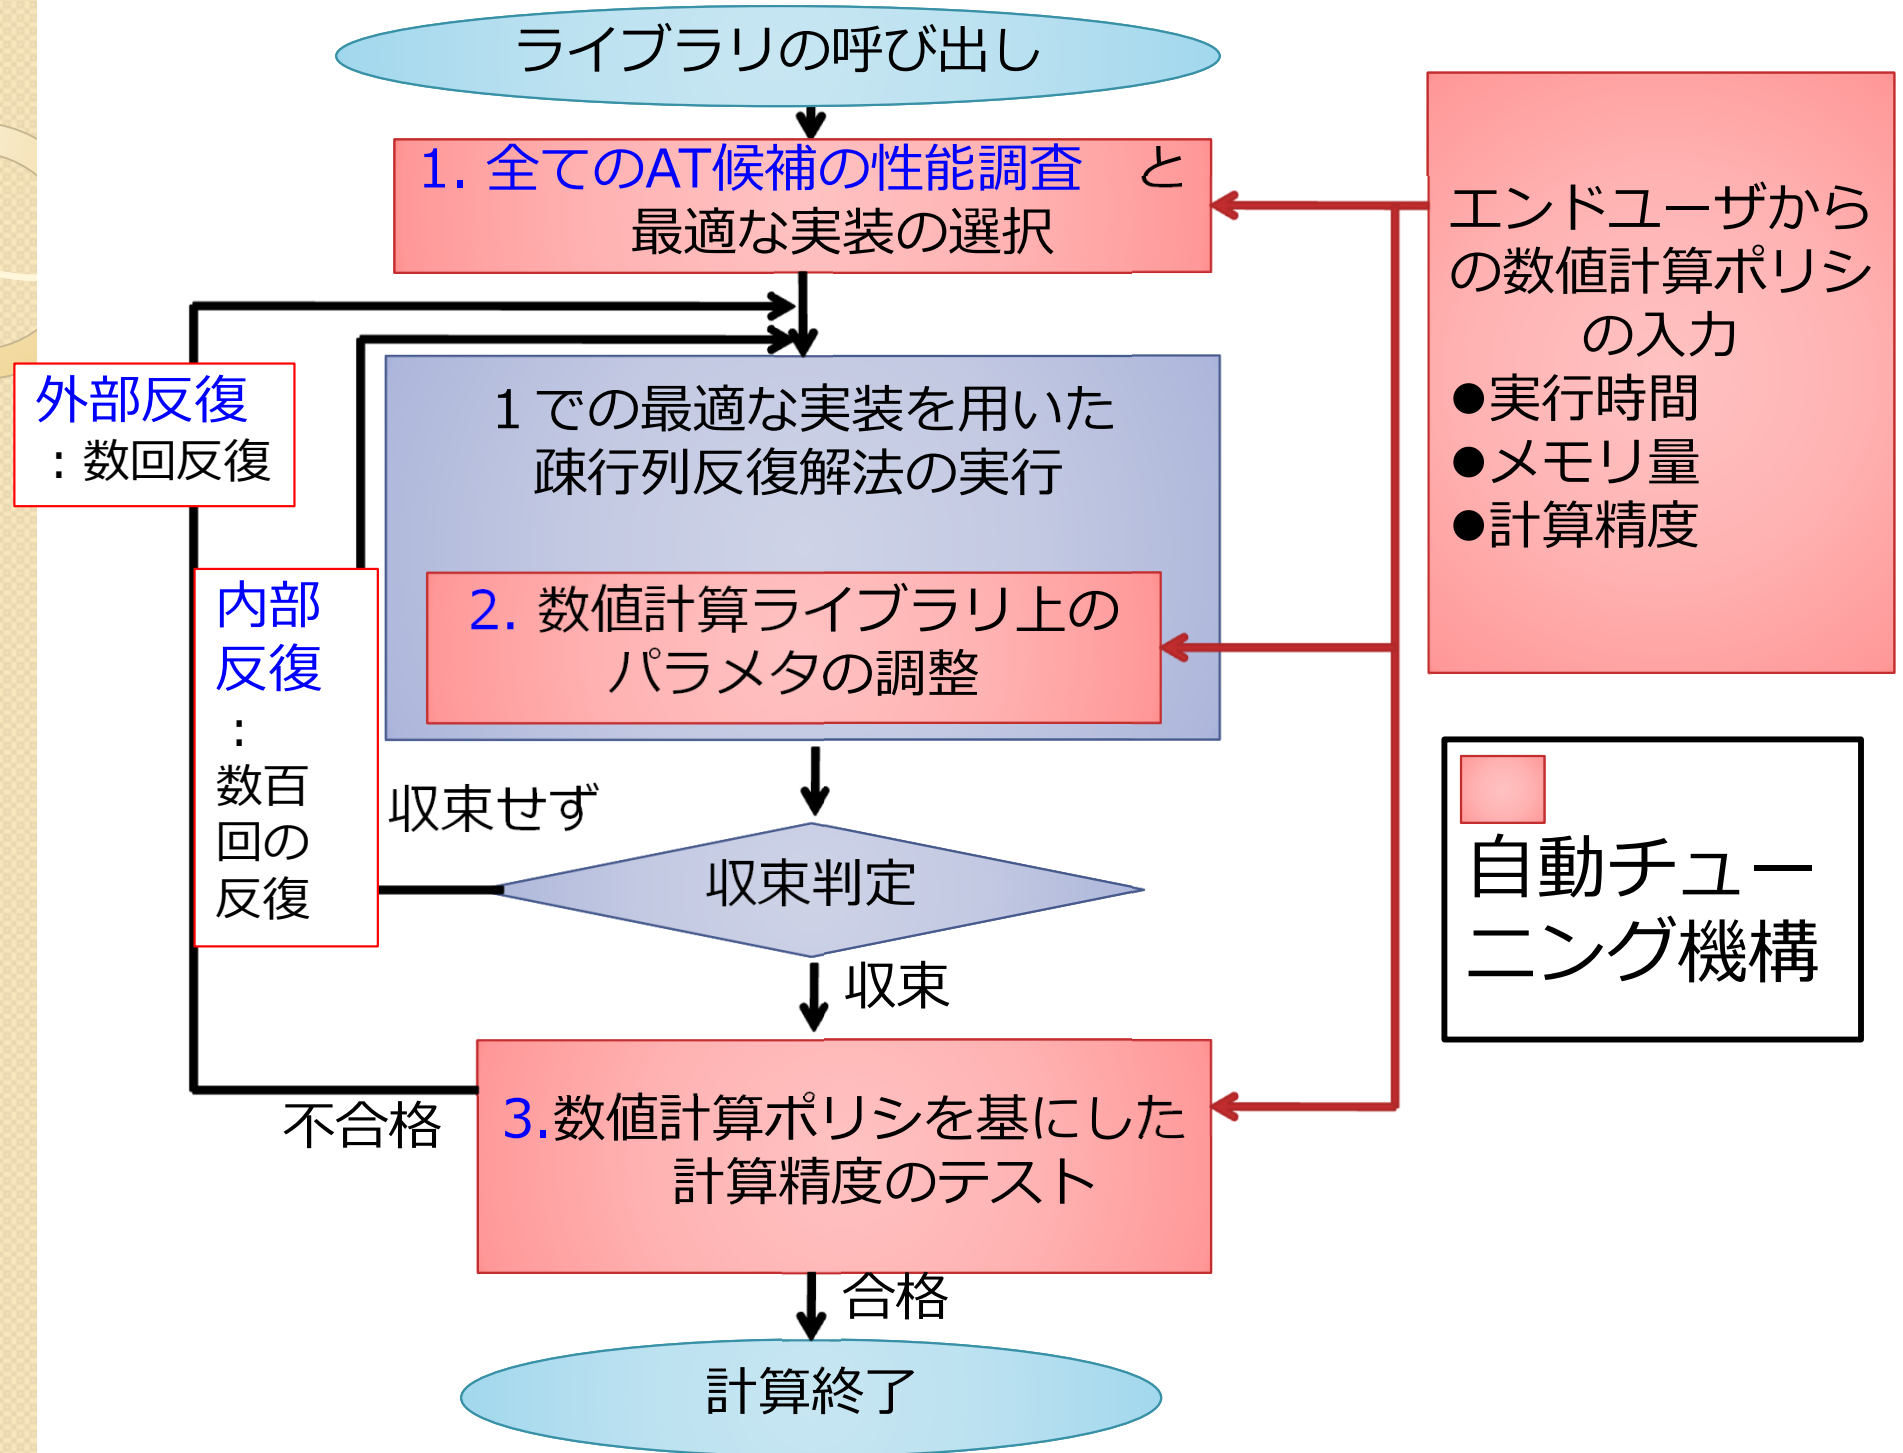 ライブラリの呼び出し
1. 全てのAT候補の性能調査　と
最適な実装の選択
エンドユーザから
の数値計算ポリシ
の入力
●実行時間
●メモリ量
●計算精度
外部反復
：数回反復
１での最適な実装を用いた
疎行列反復解法の実行
内部
反復
：
数百
回の
反復
2. 数値計算ライブラリ上の
パラメタの調整
収束せず
収束判定
収束
自動チュー
ニング機構
不合格
3.数値計算ポリシを基にした
計算精度のテスト
合格
計算終了